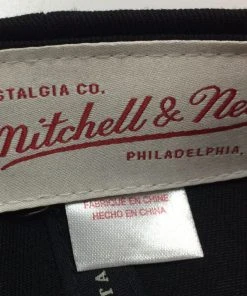 STALGIA CO.
Mitchell & Ne
PHILADELPHIA,
FABRIQUE EN CHINE
HECHO EN CHINA